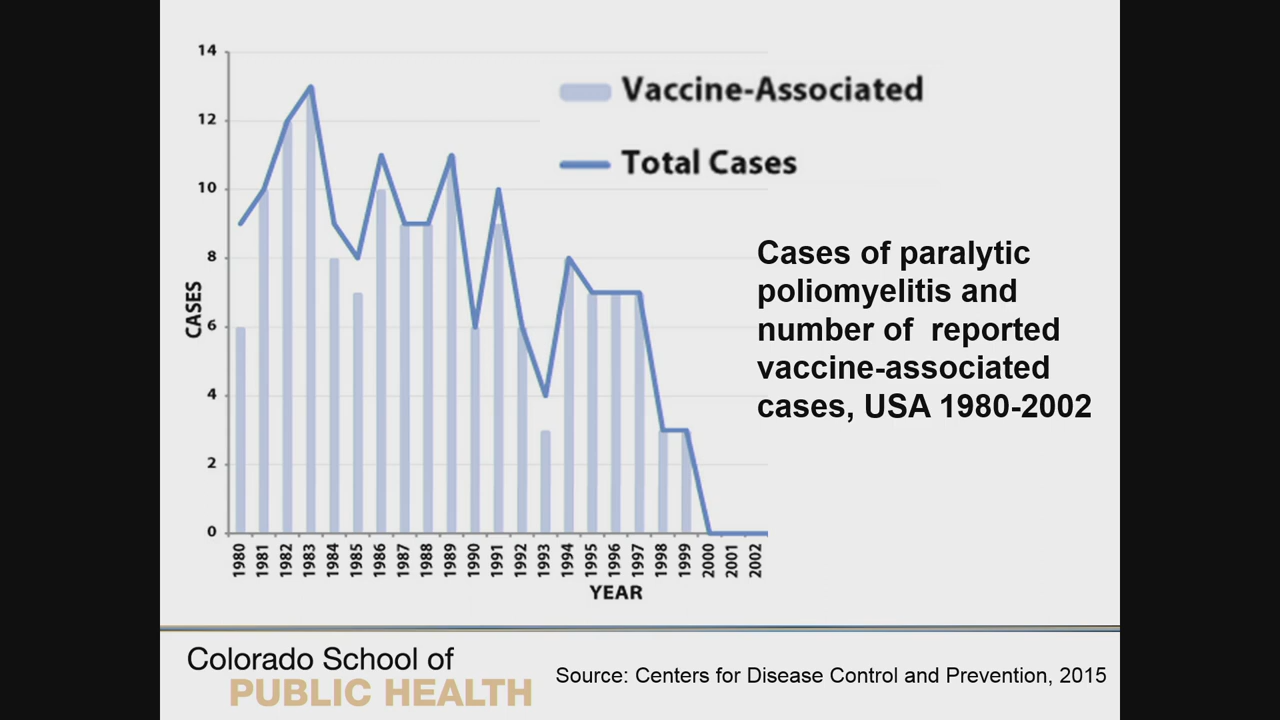 14
12
10
8
6
4
2
0
CASES
1980 1981 1982 1983 1984 1985 1986 1987 1988 1989 1990 1991 1992 1993 1994 1995 1996 1997 1998 1999 2000 2001 2002
YEAR
Vaccine-Associated
Total Cases
Cases of paralytic
poliomyelitis and
number of reported
vaccine-associated
cases, USA 1980-2002
Colorado School of
PUBLIC HEALTH
Source: Centers for Disease Control and Prevention, 2015